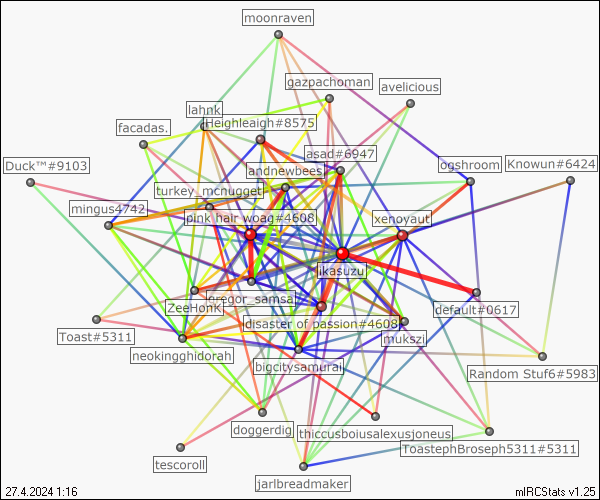 moonraven
gazpachoman
avelicious
lahnk
Heighleaigh#8575
facadas.
asad#6947
Duck™#9103
andnewbees
ogshroom
Knowun#6424
turkey_mcnugget
mingus4742
pink hair woag#4608
xenoyaut
likasuzu
gregor_samsa
ZeeHonk
default#0617
disaster of passion#4608
Toast#5311
mukszi
neokingghidorah
bigcitysamurai
Random Stuf6#5983
doggerdig
thiccusboiusalexusjoneus
ToastephBroseph5311#5311
tescoroll
jarlbreadmaker
27.4.2024 1:16
mIRCStats v1.25